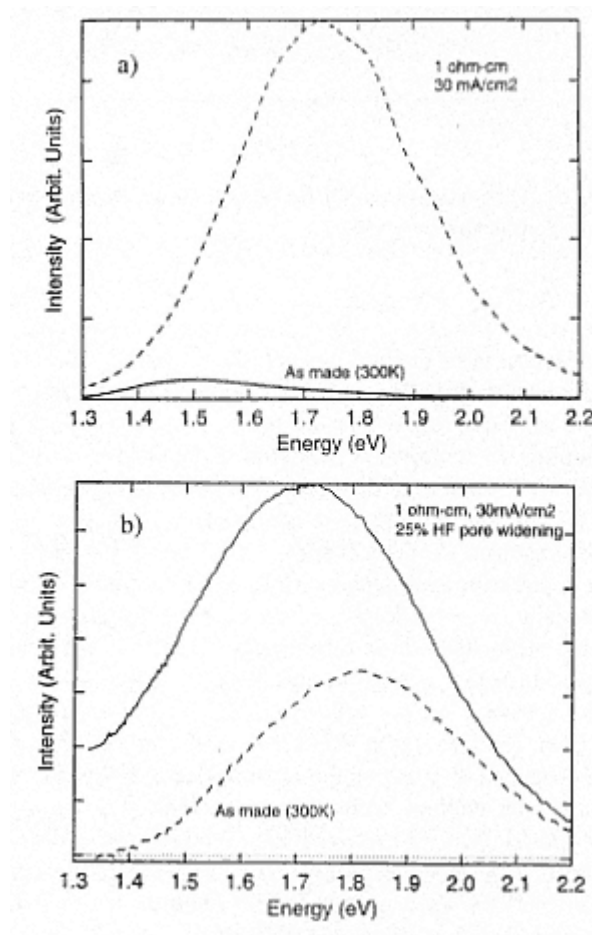 a)
1 ohm-cm
30 mA/cm2
Intensity (Arbit. Units)
As made (300K)
1.3 1.4 1.5 1.6 1.7 1.8 1.9 2.0 2.1 2.2
Energy (eV)
b)
1 ohm-cm, 30mA/cm2
25% HF pore widening
Intensity (Arbit. Units)
As made (300K)
1.3 1.4 1.5 1.6 1.7 1.8 1.9 2.0 2.1 2.2
Energy (eV)